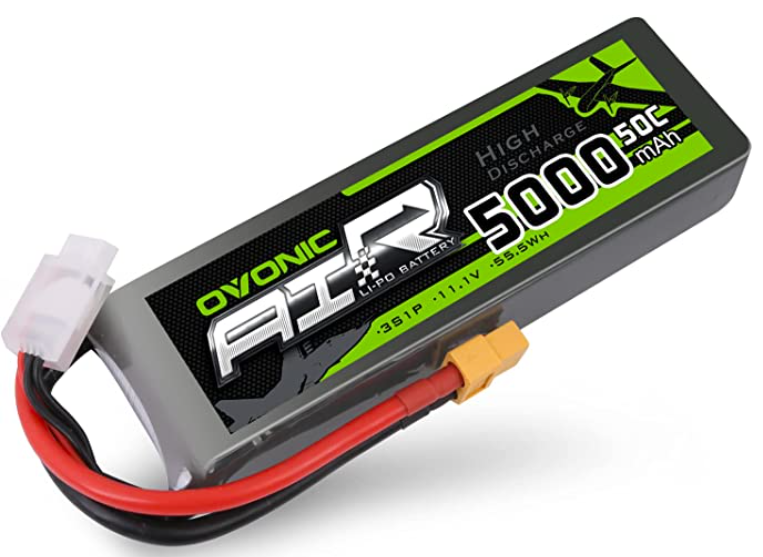 OVONIC
AIR
LI-PO BATTERY
HIGH
DISCHARGE
5000
50C
mAh
·3S1P ·11.1V ·55.5WH